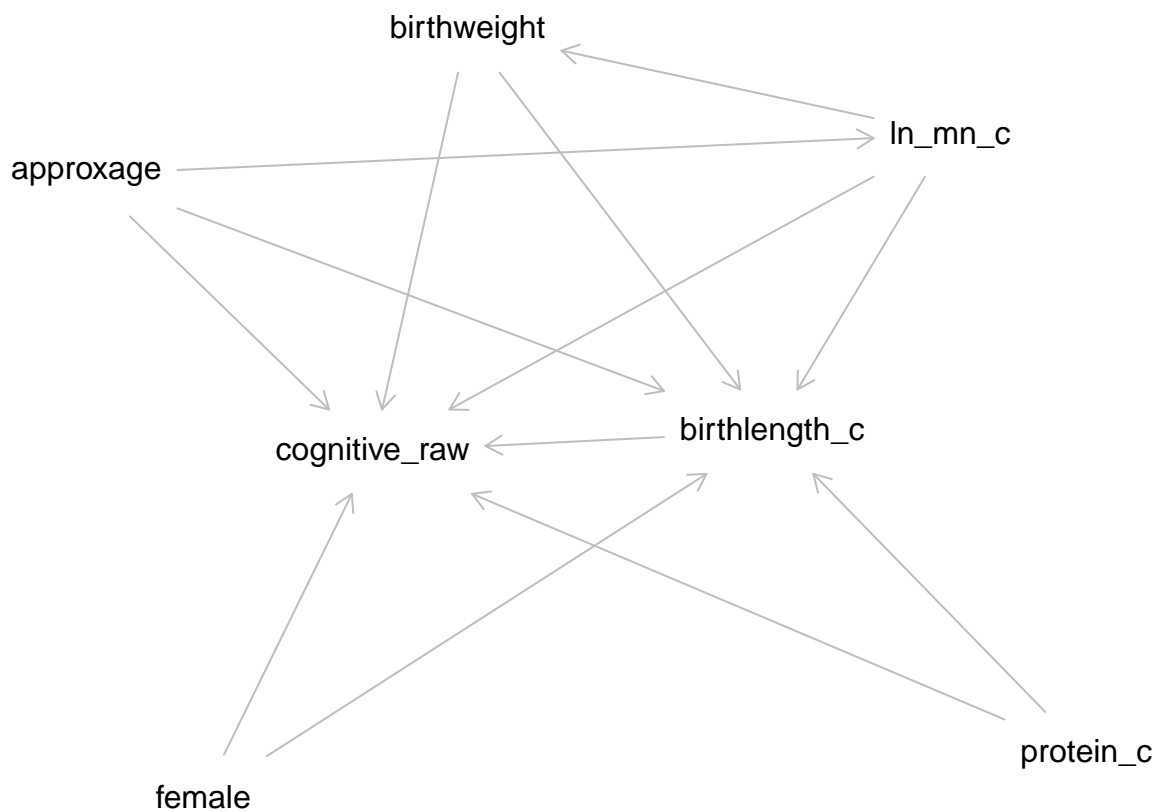 birthweight
ln_mn_c
approxage
birthlength_c
cognitive_raw
protein_c
female